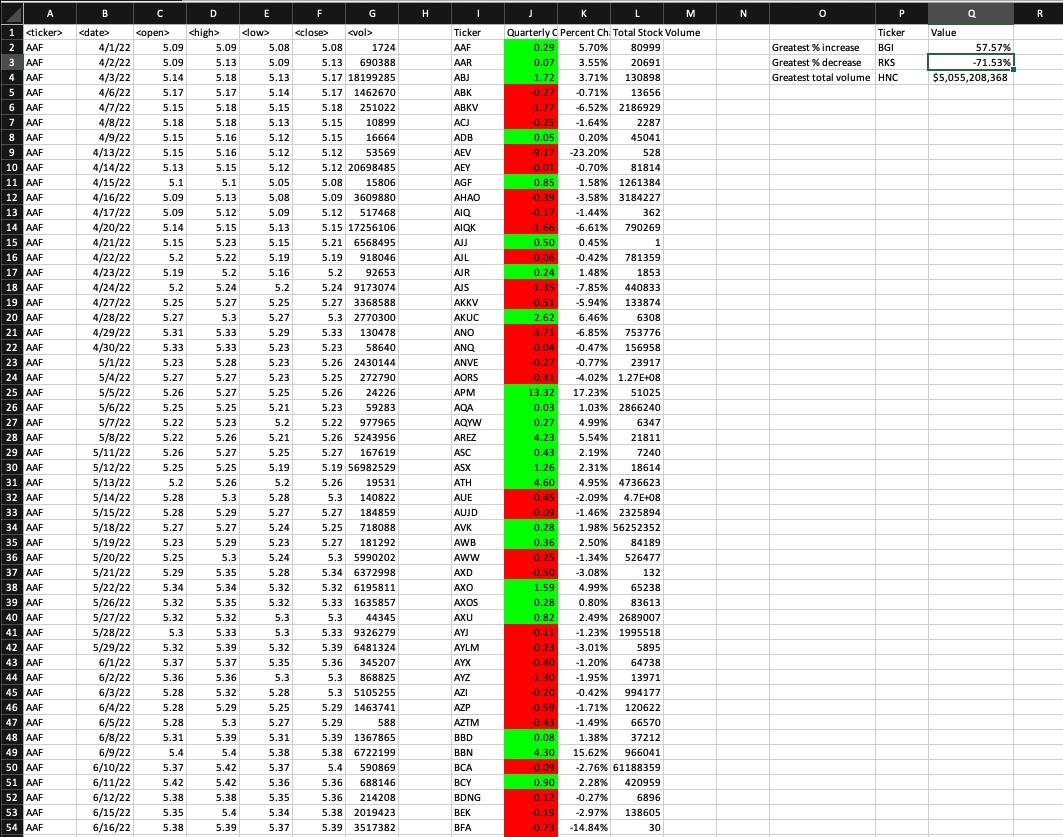 A B C D E F G H I J K L M N O P Q R
1 <ticker> <date> <open> <high> <low> <close> <vol> Ticker Quarterly C Percent Ch Total Stock Volume Ticker Value
2 AAF 4/1/22 5.09 5.09 5.08 5.08 1724 AAF 0.29 5.70% 80999 Greatest % increase BGI 57.57%
3 AAF 4/2/22 5.09 5.13 5.09 5.13 690388 AAR 0.07 3.55% 20691 Greatest % decrease RKS -71.53%
4 AAF 4/3/22 5.14 5.18 5.13 5.17 18199285 ABJ 1.72 3.71% 130898 Greatest total volume HNC $5,055,208,368
5 AAF 4/6/22 5.17 5.17 5.14 5.17 1462670 ABK -0.27 -0.71% 13656
6 AAF 4/7/22 5.15 5.18 5.15 5.18 251022 ABKV -1.77 -6.52% 2186929
7 AAF 4/8/22 5.18 5.18 5.13 5.15 10899 ACJ -0.25 -1.64% 2287
8 AAF 4/9/22 5.15 5.16 5.12 5.15 16664 ADB 0.05 0.20% 45041
9 AAF 4/13/22 5.15 5.16 5.12 5.12 53569 AEV -9.17 -23.20% 528
10 AAF 4/14/22 5.13 5.15 5.12 5.12 20698485 AEY -0.01 -0.70% 81814
11 AAF 4/15/22 5.1 5.1 5.05 5.08 15806 AGF 0.85 1.58% 1261384
12 AAF 4/16/22 5.09 5.13 5.08 5.09 3609880 AHAO -0.39 -3.58% 3184227
13 AAF 4/17/22 5.09 5.12 5.09 5.12 517468 AIQ -0.17 -1.44% 362
14 AAF 4/20/22 5.14 5.15 5.13 5.15 17256106 AIQK -1.66 -6.61% 790269
15 AAF 4/21/22 5.15 5.23 5.15 5.21 6568495 AJJ 0.50 0.45% 1
16 AAF 4/22/22 5.2 5.22 5.19 5.19 918046 AJL -0.06 -0.42% 781359
17 AAF 4/23/22 5.19 5.2 5.16 5.2 92653 AJR 0.24 1.48% 1853
18 AAF 4/24/22 5.2 5.24 5.2 5.24 9173074 AJS -1.35 -7.85% 440833
19 AAF 4/27/22 5.25 5.27 5.25 5.27 3368588 AKKV -0.51 -5.94% 133874
20 AAF 4/28/22 5.27 5.3 5.27 5.3 2770300 AKUC 2.62 6.46% 6308
21 AAF 4/29/22 5.31 5.33 5.29 5.33 130478 ANO -3.71 -6.85% 753776
22 AAF 4/30/22 5.33 5.33 5.23 5.23 58640 ANQ -0.04 -0.47% 156958
23 AAF 5/1/22 5.23 5.28 5.23 5.26 2430144 ANVE -0.27 -0.77% 23917
24 AAF 5/4/22 5.27 5.27 5.23 5.25 272790 AORS -0.31 -4.02% 1.27E+08
25 AAF 5/5/22 5.26 5.27 5.25 5.26 24226 APM 13.32 17.23% 51025
26 AAF 5/6/22 5.25 5.25 5.21 5.23 59283 AQA 0.03 1.03% 2866240
27 AAF 5/7/22 5.22 5.23 5.2 5.22 977965 AQYW 0.27 4.99% 6347
28 AAF 5/8/22 5.22 5.26 5.21 5.26 5243956 AREZ 4.23 5.54% 21811
29 AAF 5/11/22 5.26 5.27 5.25 5.27 167619 ASC 0.43 2.19% 7240
30 AAF 5/12/22 5.25 5.25 5.19 5.19 56982529 ASX 1.26 2.31% 18614
31 AAF 5/13/22 5.2 5.26 5.2 5.26 19531 ATH 4.60 4.95% 4736623
32 AAF 5/14/22 5.28 5.3 5.28 5.3 140822 AUE -0.45 -2.09% 4.7E+08
33 AAF 5/15/22 5.28 5.29 5.27 5.27 184859 AUJD -0.09 -1.46% 2325894
34 AAF 5/18/22 5.27 5.27 5.24 5.25 718088 AVK 0.28 1.98% 56252352
35 AAF 5/19/22 5.23 5.29 5.23 5.27 181292 AWB 0.36 2.50% 84189
36 AAF 5/20/22 5.25 5.3 5.24 5.3 5990202 AWW -0.25 -1.34% 526477
37 AAF 5/21/22 5.29 5.35 5.28 5.34 6372998 AXD -0.50 -3.08% 132
38 AAF 5/22/22 5.34 5.34 5.32 5.32 6195811 AXO 1.59 4.99% 65238
39 AAF 5/26/22 5.32 5.35 5.32 5.33 1635857 AXOS 0.28 0.80% 83613
40 AAF 5/27/22 5.32 5.32 5.3 5.3 44345 AXU 0.82 2.49% 2689007
41 AAF 5/28/22 5.3 5.33 5.3 5.33 9326279 AYJ -0.11 -1.23% 1995518
42 AAF 5/29/22 5.32 5.39 5.32 5.39 6481324 AYLM -0.23 -3.01% 5895
43 AAF 6/1/22 5.37 5.37 5.35 5.36 345207 AYX -0.40 -1.20% 64738
44 AAF 6/2/22 5.36 5.36 5.3 5.3 868825 AYZ -1.30 -1.95% 13971
45 AAF 6/3/22 5.28 5.32 5.28 5.3 5105255 AZI -0.20 -0.42% 994177
46 AAF 6/4/22 5.28 5.29 5.25 5.29 1463741 AZP -0.59 -1.71% 120622
47 AAF 6/5/22 5.28 5.3 5.27 5.29 588 AZTM -0.43 -1.49% 66570
48 AAF 6/8/22 5.31 5.39 5.31 5.39 1367865 BBD 0.08 1.38% 37212
49 AAF 6/9/22 5.4 5.4 5.38 5.38 6722199 BBN 4.30 15.62% 966041
50 AAF 6/10/22 5.37 5.42 5.37 5.4 590869 BCA -0.09 -2.76% 61188359
51 AAF 6/11/22 5.42 5.42 5.36 5.36 688146 BCY 0.90 2.28% 420959
52 AAF 6/12/22 5.38 5.38 5.35 5.36 214208 BDNG -0.12 -0.27% 6896
53 AAF 6/15/22 5.35 5.4 5.34 5.38 2019423 BEK -0.19 -2.97% 138605
54 AAF 6/16/22 5.38 5.39 5.37 5.39 3517382 BFA -0.73 -14.84% 30